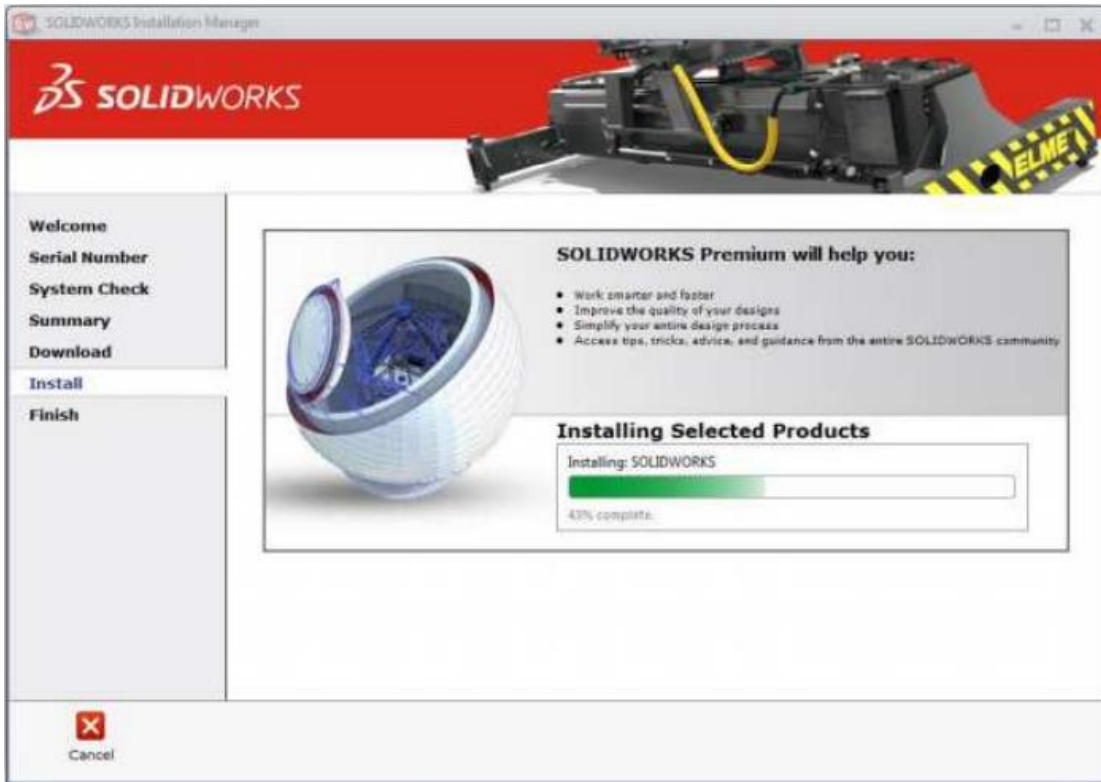 SOLIDWORKS Installation Manager
SOLIDWORKS
ELME
Welcome
Serial Number
System Check
Summary
Download
Install
Finish
SOLIDWORKS Premium will help you:
• Work smarter and faster
• Improve the quality of your designs
• Simplify your entire design process
• Access tips, tricks, advice, and guidance from the entire SOLIDWORKS community
Installing Selected Products
Installing: SOLIDWORKS
43% complete.
Cancel